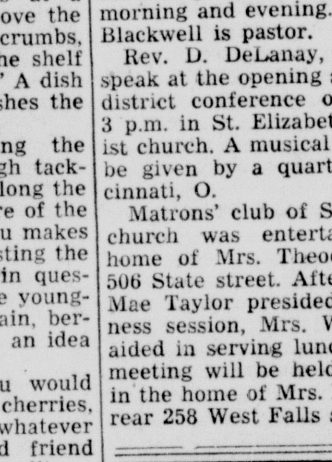 ove the
crumbs,
he shelf
A dish
shes the
ng the
gh tack-
long the
re of the
u makes
sting the
in ques-
e young-
ain, ber-
an idea
u would
cherries,
whatever
d friend
morning and evening.
Blackwell is pastor.
Rev. D. DeLanay,
speak at the opening
district conference o
3 p.m. in St. Elizabet
ist church. A musical
be given by a quart
cinnati, O.
Matrons' club of S
church was enterta
home of Mrs. Theod
506 State street. Afte
Mae Taylor presided
ness session, Mrs. W
aided in serving lunc
meeting will be held
in the home of Mrs.
rear 258 West Falls